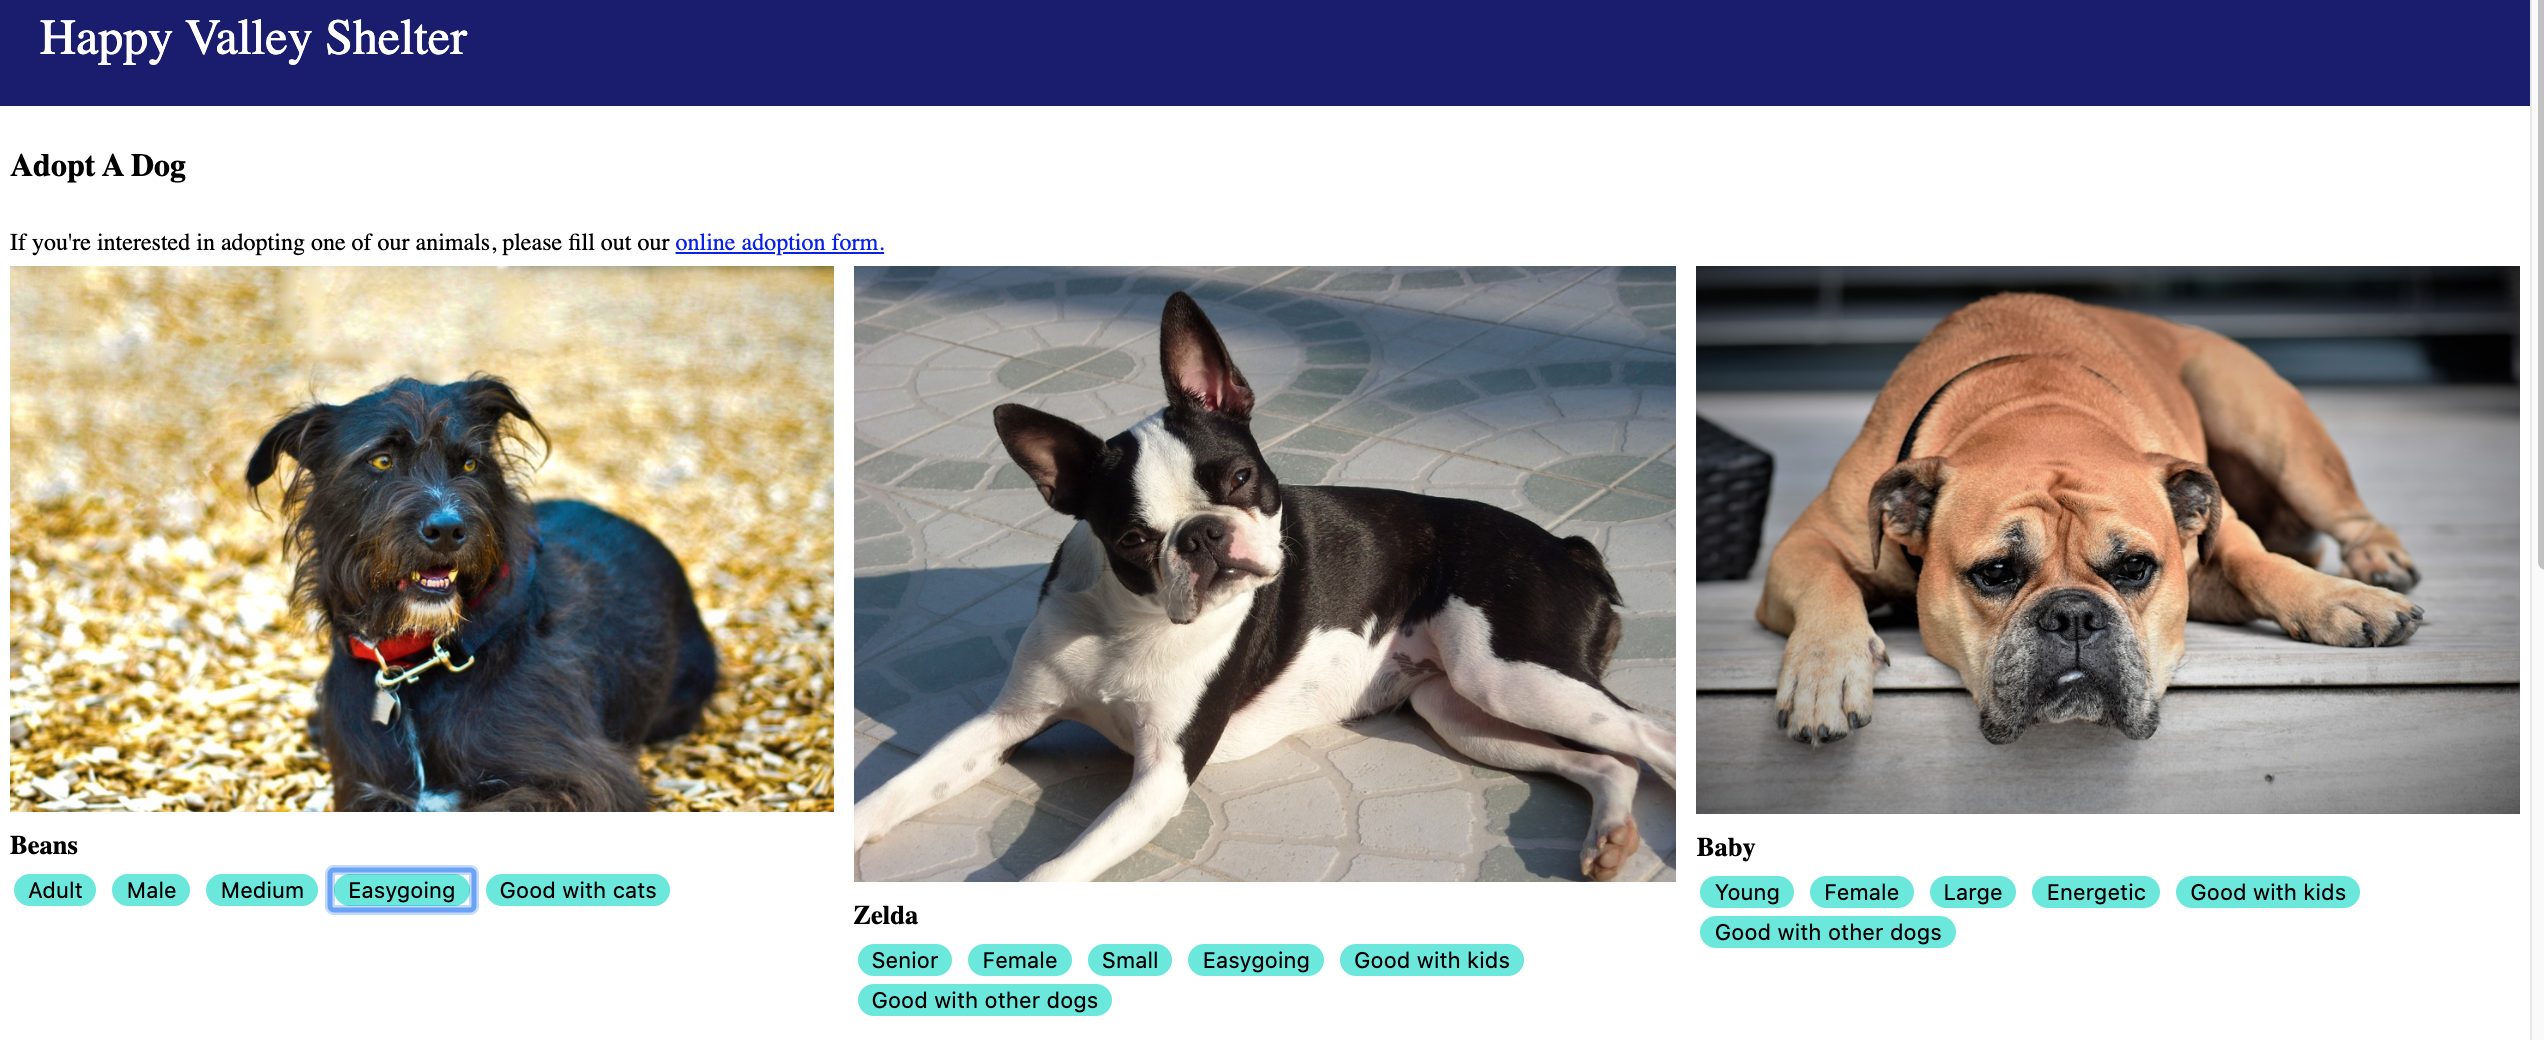 Happy Valley Shelter
Adopt A Dog
If you're interested in adopting one of our animals, please fill out our online adoption form.
Beans
Adult Male Medium Easygoing Good with cats
Zelda
Senior Female Small Easygoing Good with kids
Good with other dogs
Baby
Young Female Large Energetic Good with kids
Good with other dogs